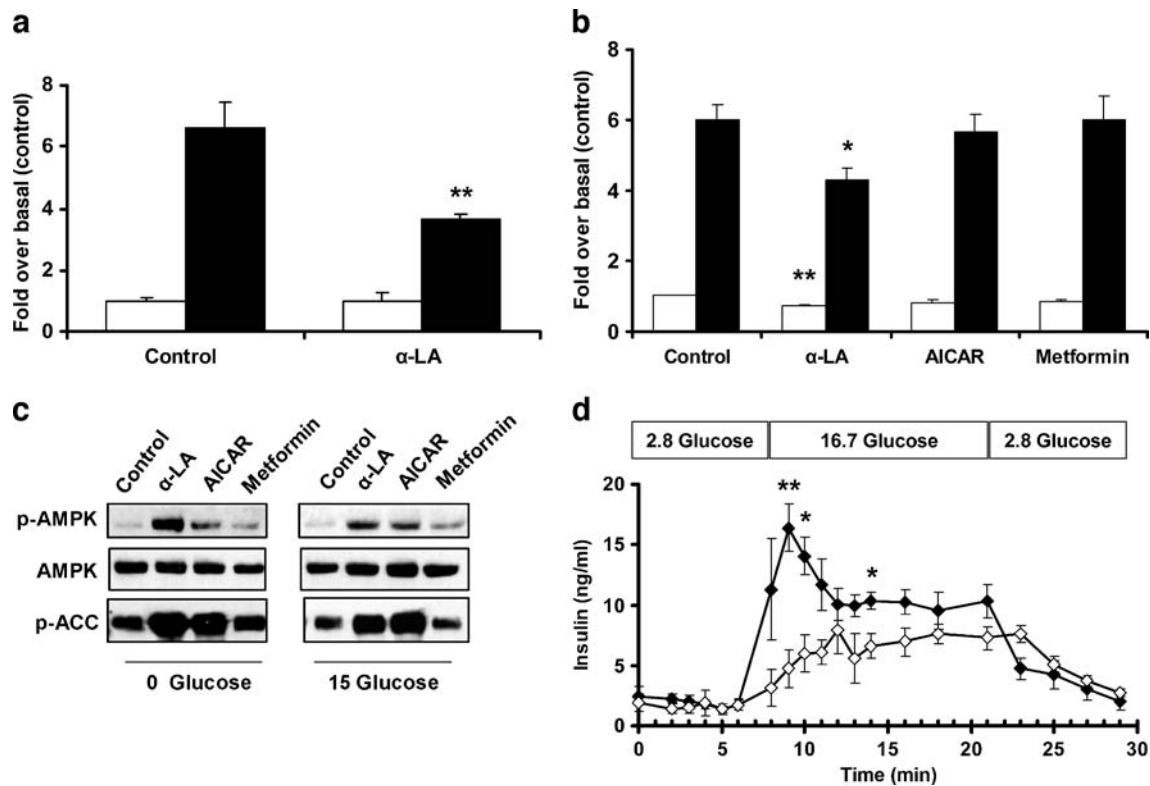 a
Fold over basal (control)
8
6
4
2
0
**
Control
α-LA
b
Fold over basal (control)
8
6
4
2
0
**
*
Control
α-LA
AICAR
Metformin
c
Control
α-LA
AICAR
Metformin
Control
α-LA
AICAR
Metformin
p-AMPK
AMPK
p-ACC
0 Glucose
15 Glucose
d
2.8 Glucose
16.7 Glucose
2.8 Glucose
Insulin (ng/ml)
20
15
10
5
0
**
*
*
0
5
10
15
20
25
30
Time (min)